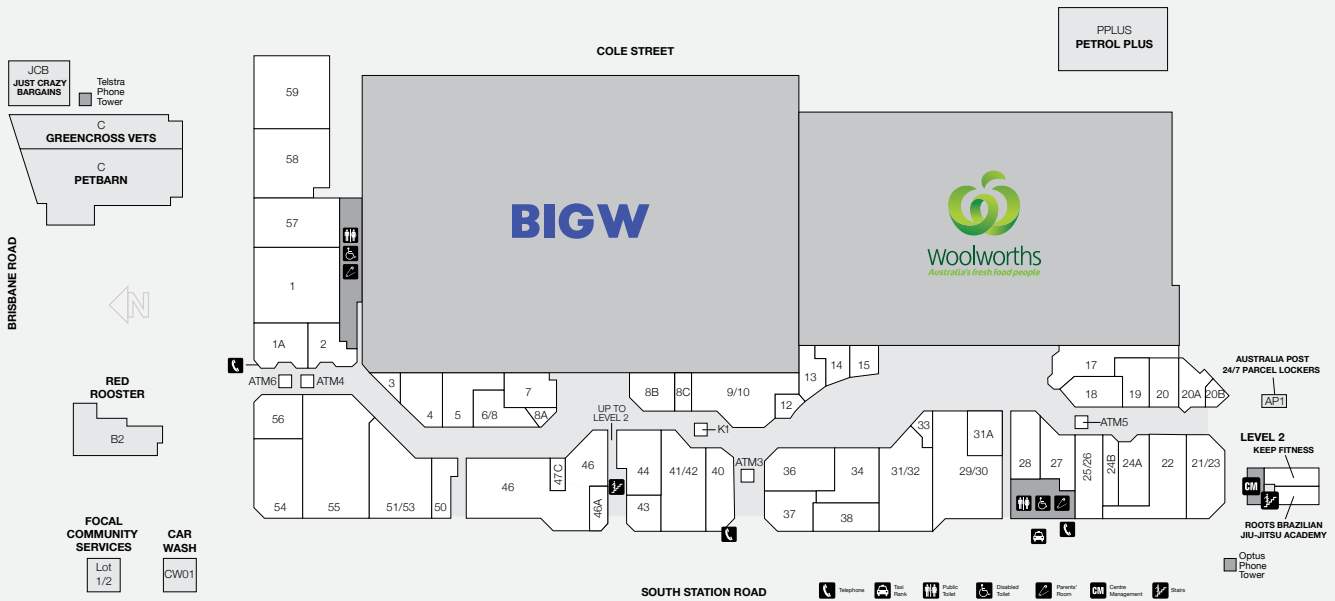 COLE STREET
PPLUS
PETROL PLUS
JCB
JUST CRAZY
BARGAINS
Telstra
Phone
Tower
C
GREENCROSS VETS
C
PETBARN
BRISBANE ROAD
N
59
58
57
1
1A
2
BIGW
Woolworths
Australia's fresh food people
ATM6
ATM4
RED
ROOSTER
B2
3
4
5
6/8
7
8A
8B
8C
9/10
12
13
14
15
17
18
19
20
20A
20B
AUSTRALIA POST
24/7 PARCEL LOCKERS
AP1
UP TO
LEVEL 2
K1
ATM3
ATM5
56
54
55
51/53
50
46
47C
46
46A
44
43
41/42
40
36
37
34
38
31/32
33
29/30
31A
28
27
25/26
24B
24A
22
21/23
LEVEL 2
KEEP FITNESS
CM
ROOTS BRAZILIAN
JIU-JITSU ACADEMY
Optus
Phone
Tower
FOCAL
COMMUNITY
SERVICES
Lot
1/2
CAR
WASH
CW01
SOUTH STATION ROAD
Telephone
Taxi
Rank
Public
Toilet
Disabled
Toilet
Parents'
Room
CM
Centre
Management
Stairs